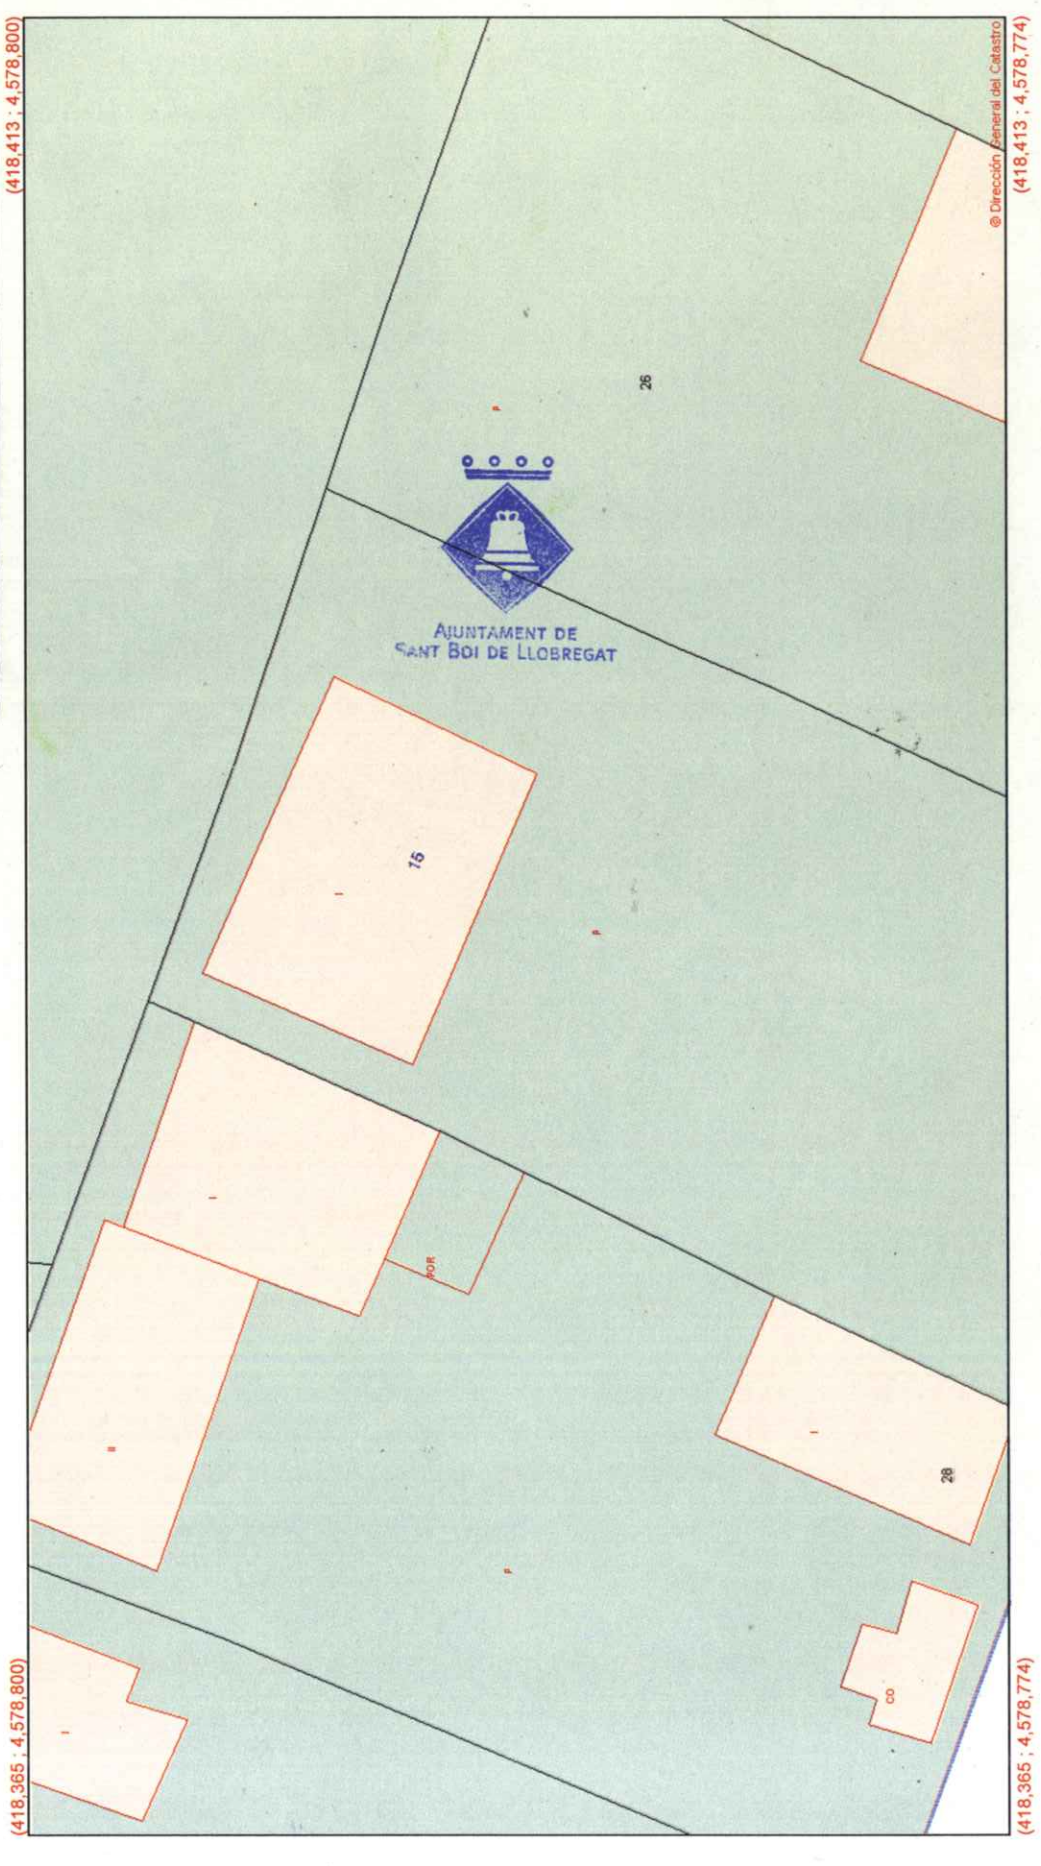 (418,365 ; 4,578,800)
(418,413 ; 4,578,800)
I
II
I
I
15
POR
P
P
P
26
AJUNTAMENT DE
SANT BOI DE LLOBREGAT
CO
I
28
© Dirección General del Catastro
(418,365 ; 4,578,774)
(418,413 ; 4,578,774)